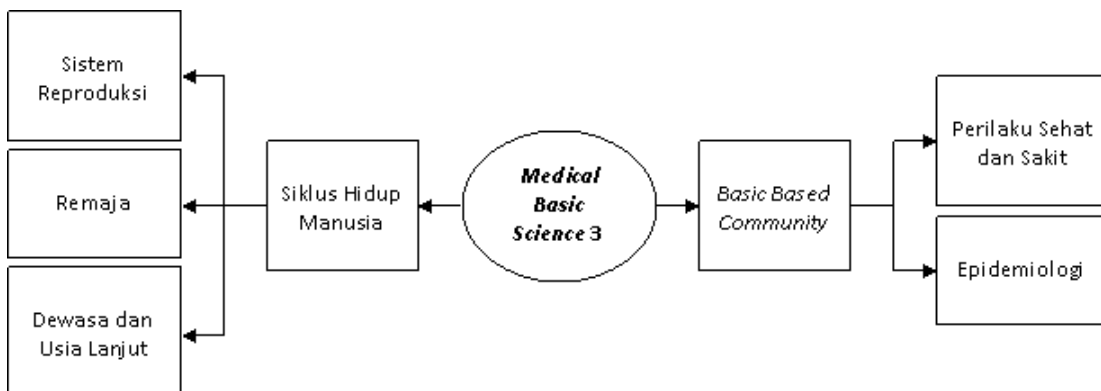 Sistem
Reproduksi
Remaja
Dewasa dan
Usia Lanjut
Siklus Hidup
Manusia
Medical
Basic
Science 3
Basic Based
Community
Perilaku Sehat
dan Sakit
Epidemiologi